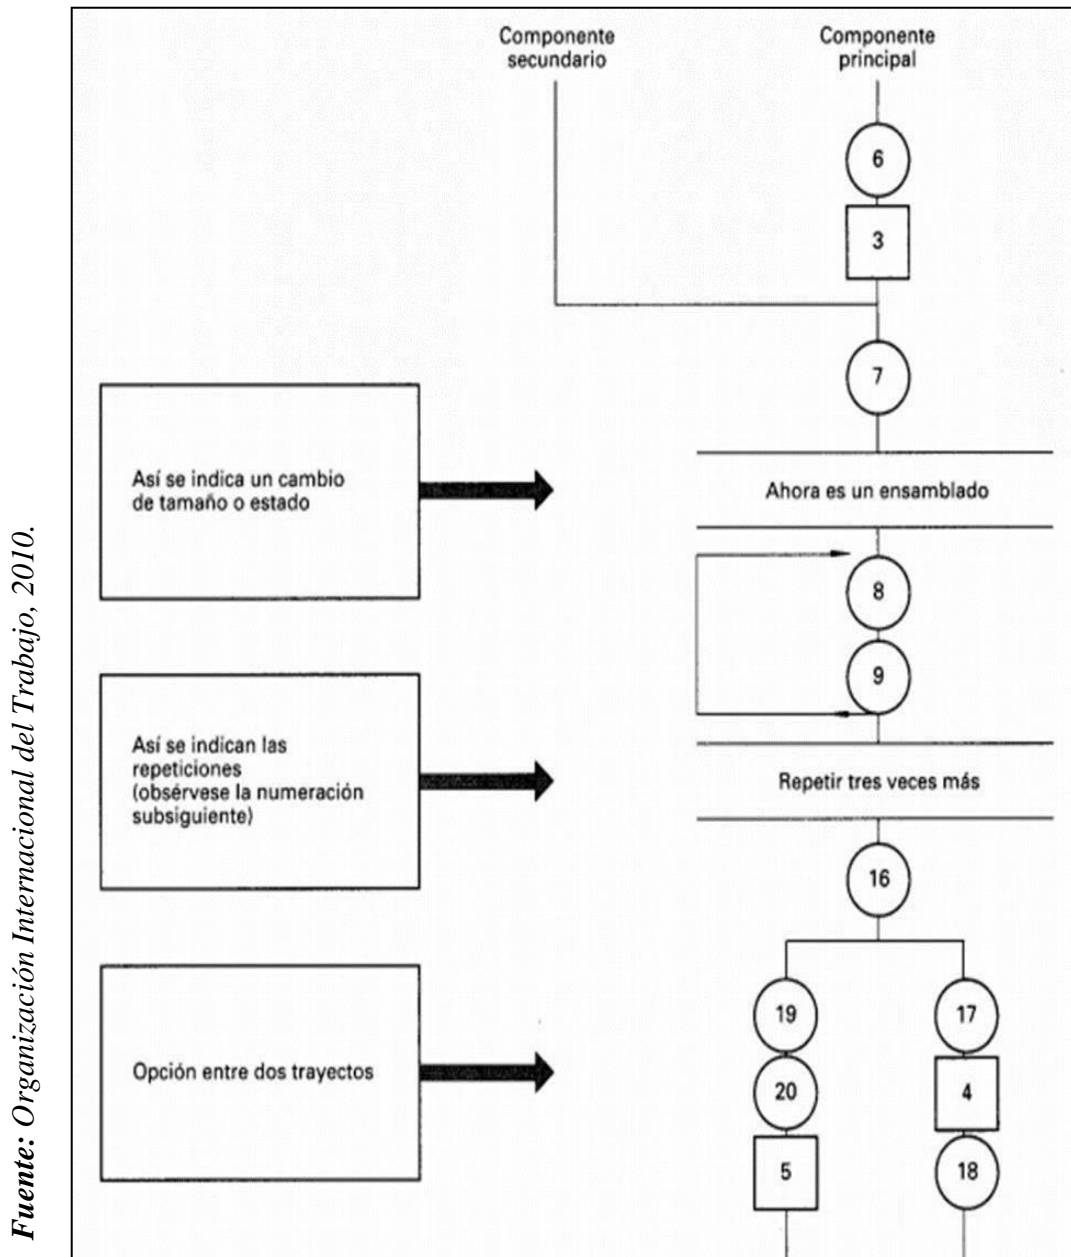 Componente
secundario
Componente
principal
6
3
7
Así se indica un cambio
de tamaño o estado
Ahora es un ensamblado
8
9
Así se indican las
repeticiones
(obsérvese la numeración
subsiguiente)
Repetir tres veces más
16
Opción entre dos trayectos
19
17
20
4
5
18
Fuente: Organización Internacional del Trabajo, 2010.